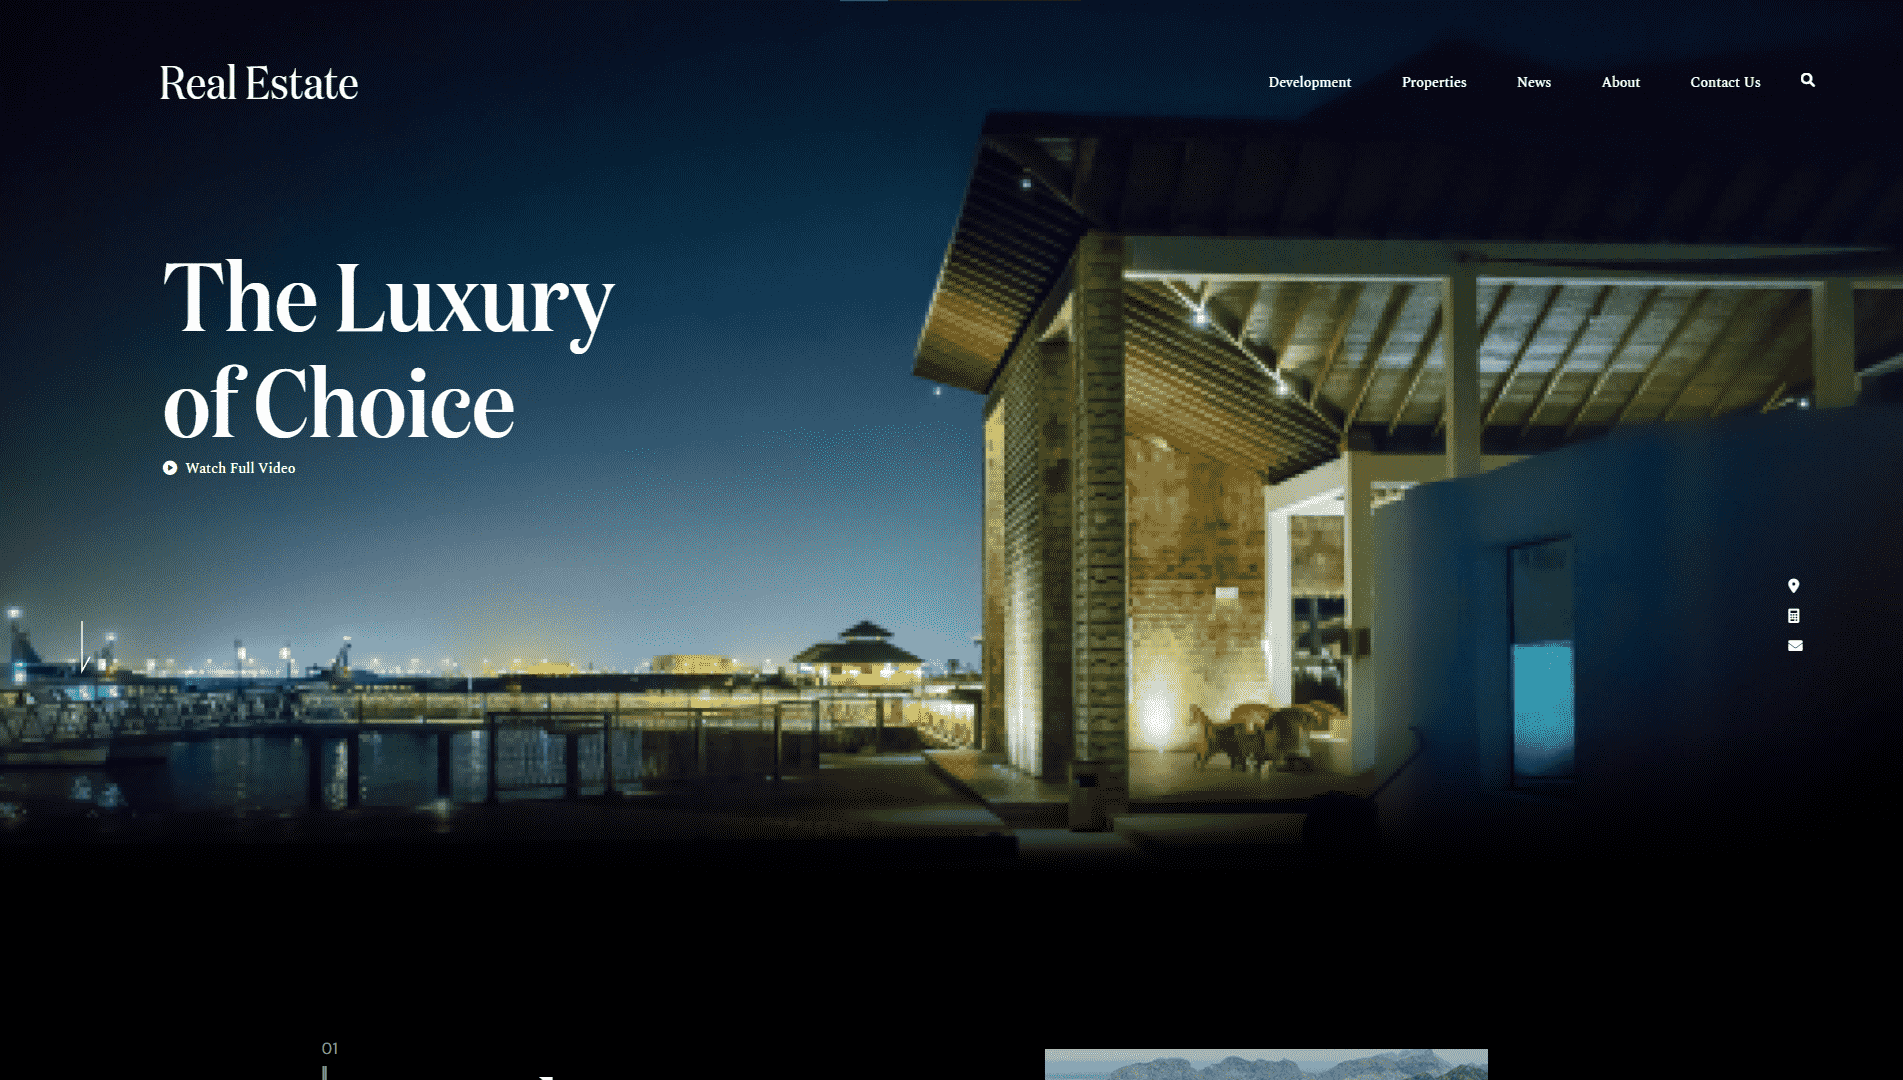 Real Estate
Development
Properties
News
About
Contact Us
The Luxury
of Choice
Watch Full Video
01